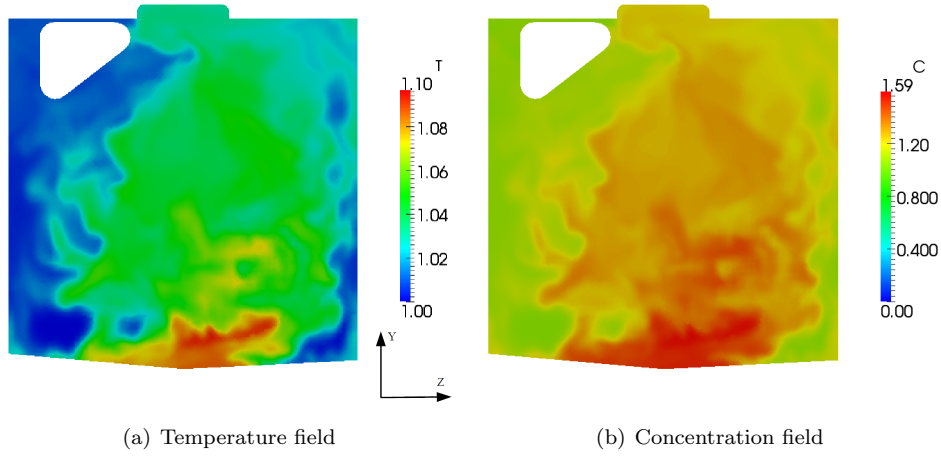 T
1.10
1.08
1.06
1.04
1.02
1.00
Y
Z
C
1.59
1.20
0.800
0.400
0.00
(a) Temperature field
(b) Concentration field